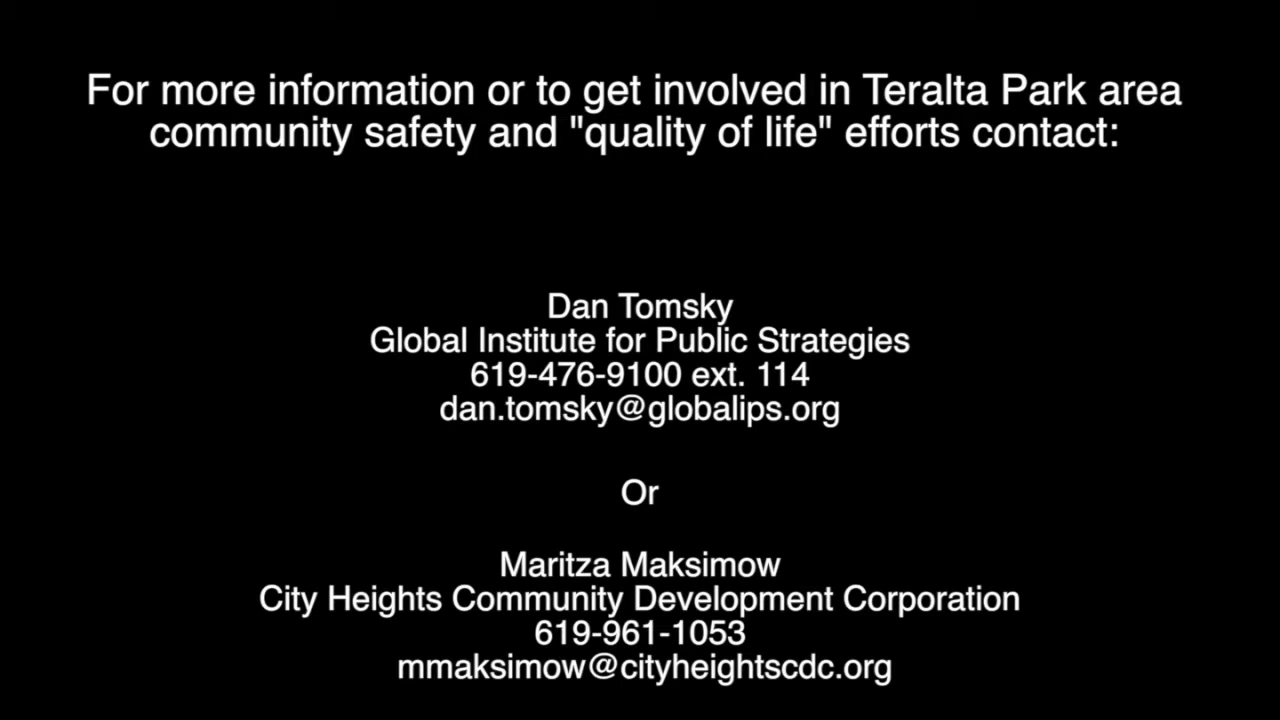 For more information or to get involved in Teralta Park area
community safety and "quality of life" efforts contact:
Dan Tomsky
Global Institute for Public Strategies
619-476-9100 ext. 114
dan.tomsky@globalips.org
Or
Maritza Maksimow
City Heights Community Development Corporation
619-961-1053
mmaksimow@cityheightscdc.org